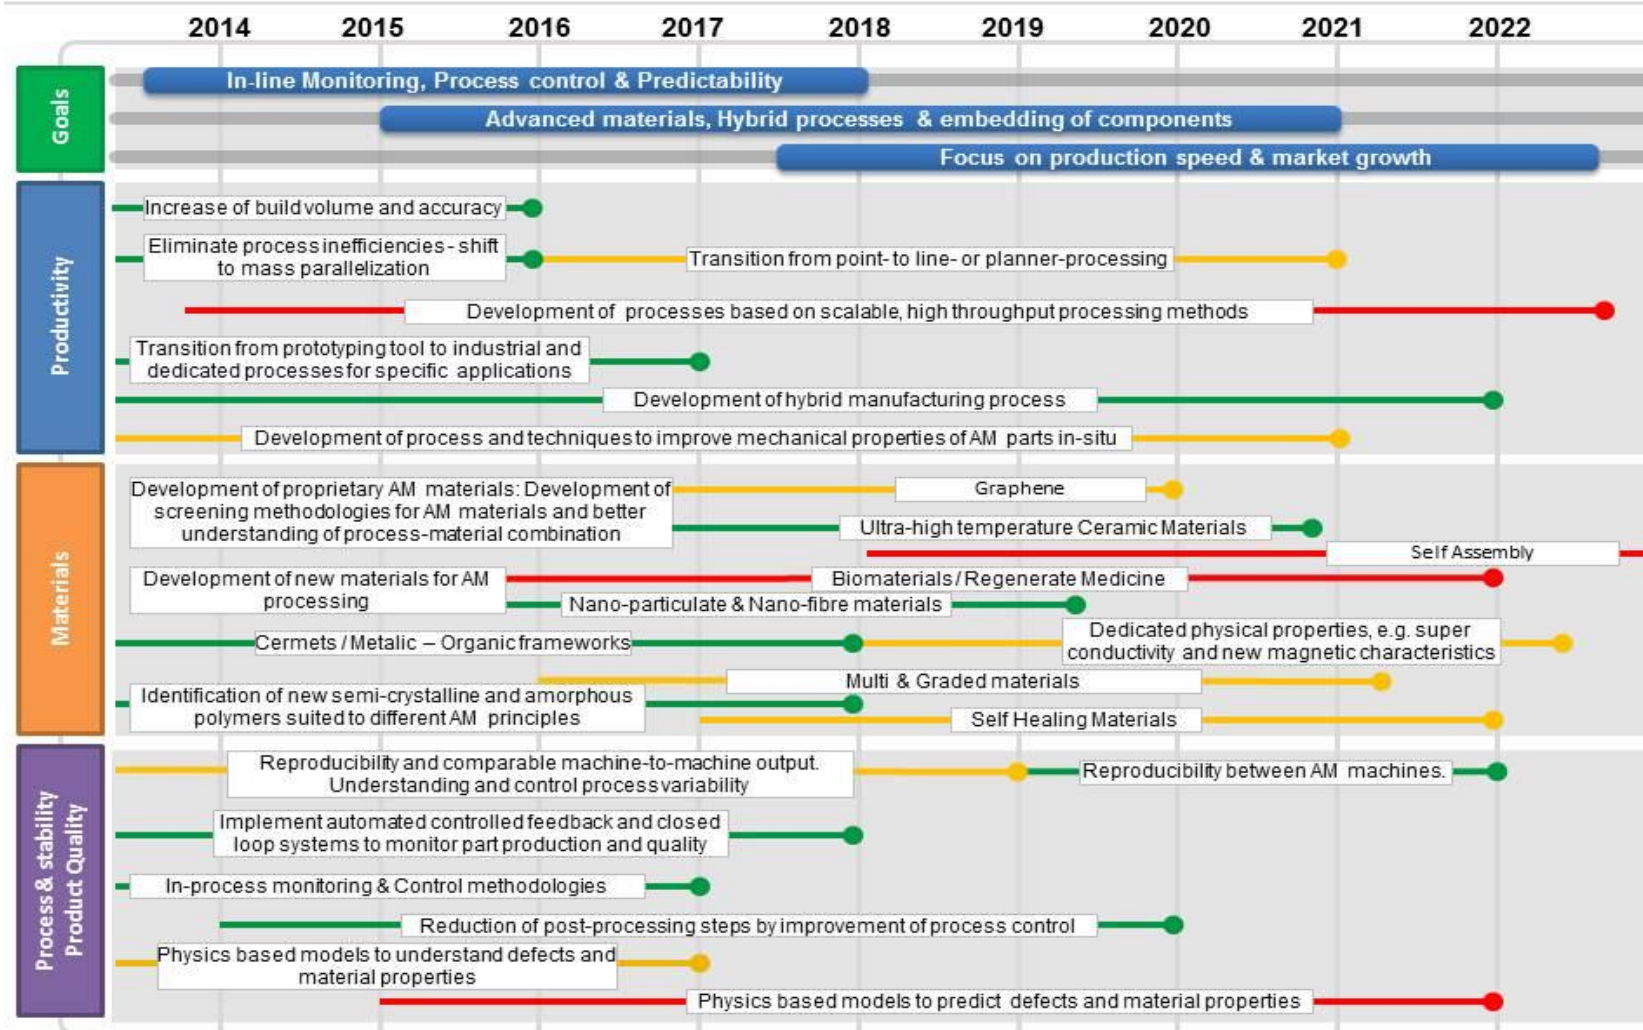 2014 2015 2016 2017 2018 2019 2020 2021 2022
Goals
In-line Monitoring, Process control & Predictability
Advanced materials, Hybrid processes & embedding of components
Focus on production speed & market growth
Productivity
Increase of build volume and accuracy
Eliminate process inefficiencies - shift
to mass parallelization
Transition from point- to line- or planner-processing
Development of processes based on scalable, high throughput processing methods
Transition from prototyping tool to industrial and
dedicated processes for specific applications
Development of hybrid manufacturing process
Development of process and techniques to improve mechanical properties of AM parts in-situ
Materials
Development of proprietary AM materials: Development of
screening methodologies for AM materials and better
understanding of process-material combination
Graphene
Ultra-high temperature Ceramic Materials
Self Assembly
Development of new materials for AM
processing
Biomaterials / Regenerate Medicine
Nano-particulate & Nano-fibre materials
Cermets / Metalic – Organic frameworks
Dedicated physical properties, e.g. super
conductivity and new magnetic characteristics
Multi & Graded materials
Identification of new semi-crystalline and amorphous
polymers suited to different AM principles
Self Healing Materials
Process & stability
Product Quality
Reproducibility and comparable machine-to-machine output.
Understanding and control process variability
Reproducibility between AM machines.
Implement automated controlled feedback and closed
loop systems to monitor part production and quality
In-process monitoring & Control methodologies
Reduction of post-processing steps by improvement of process control
Physics based models to understand defects and
material properties
Physics based models to predict defects and material properties